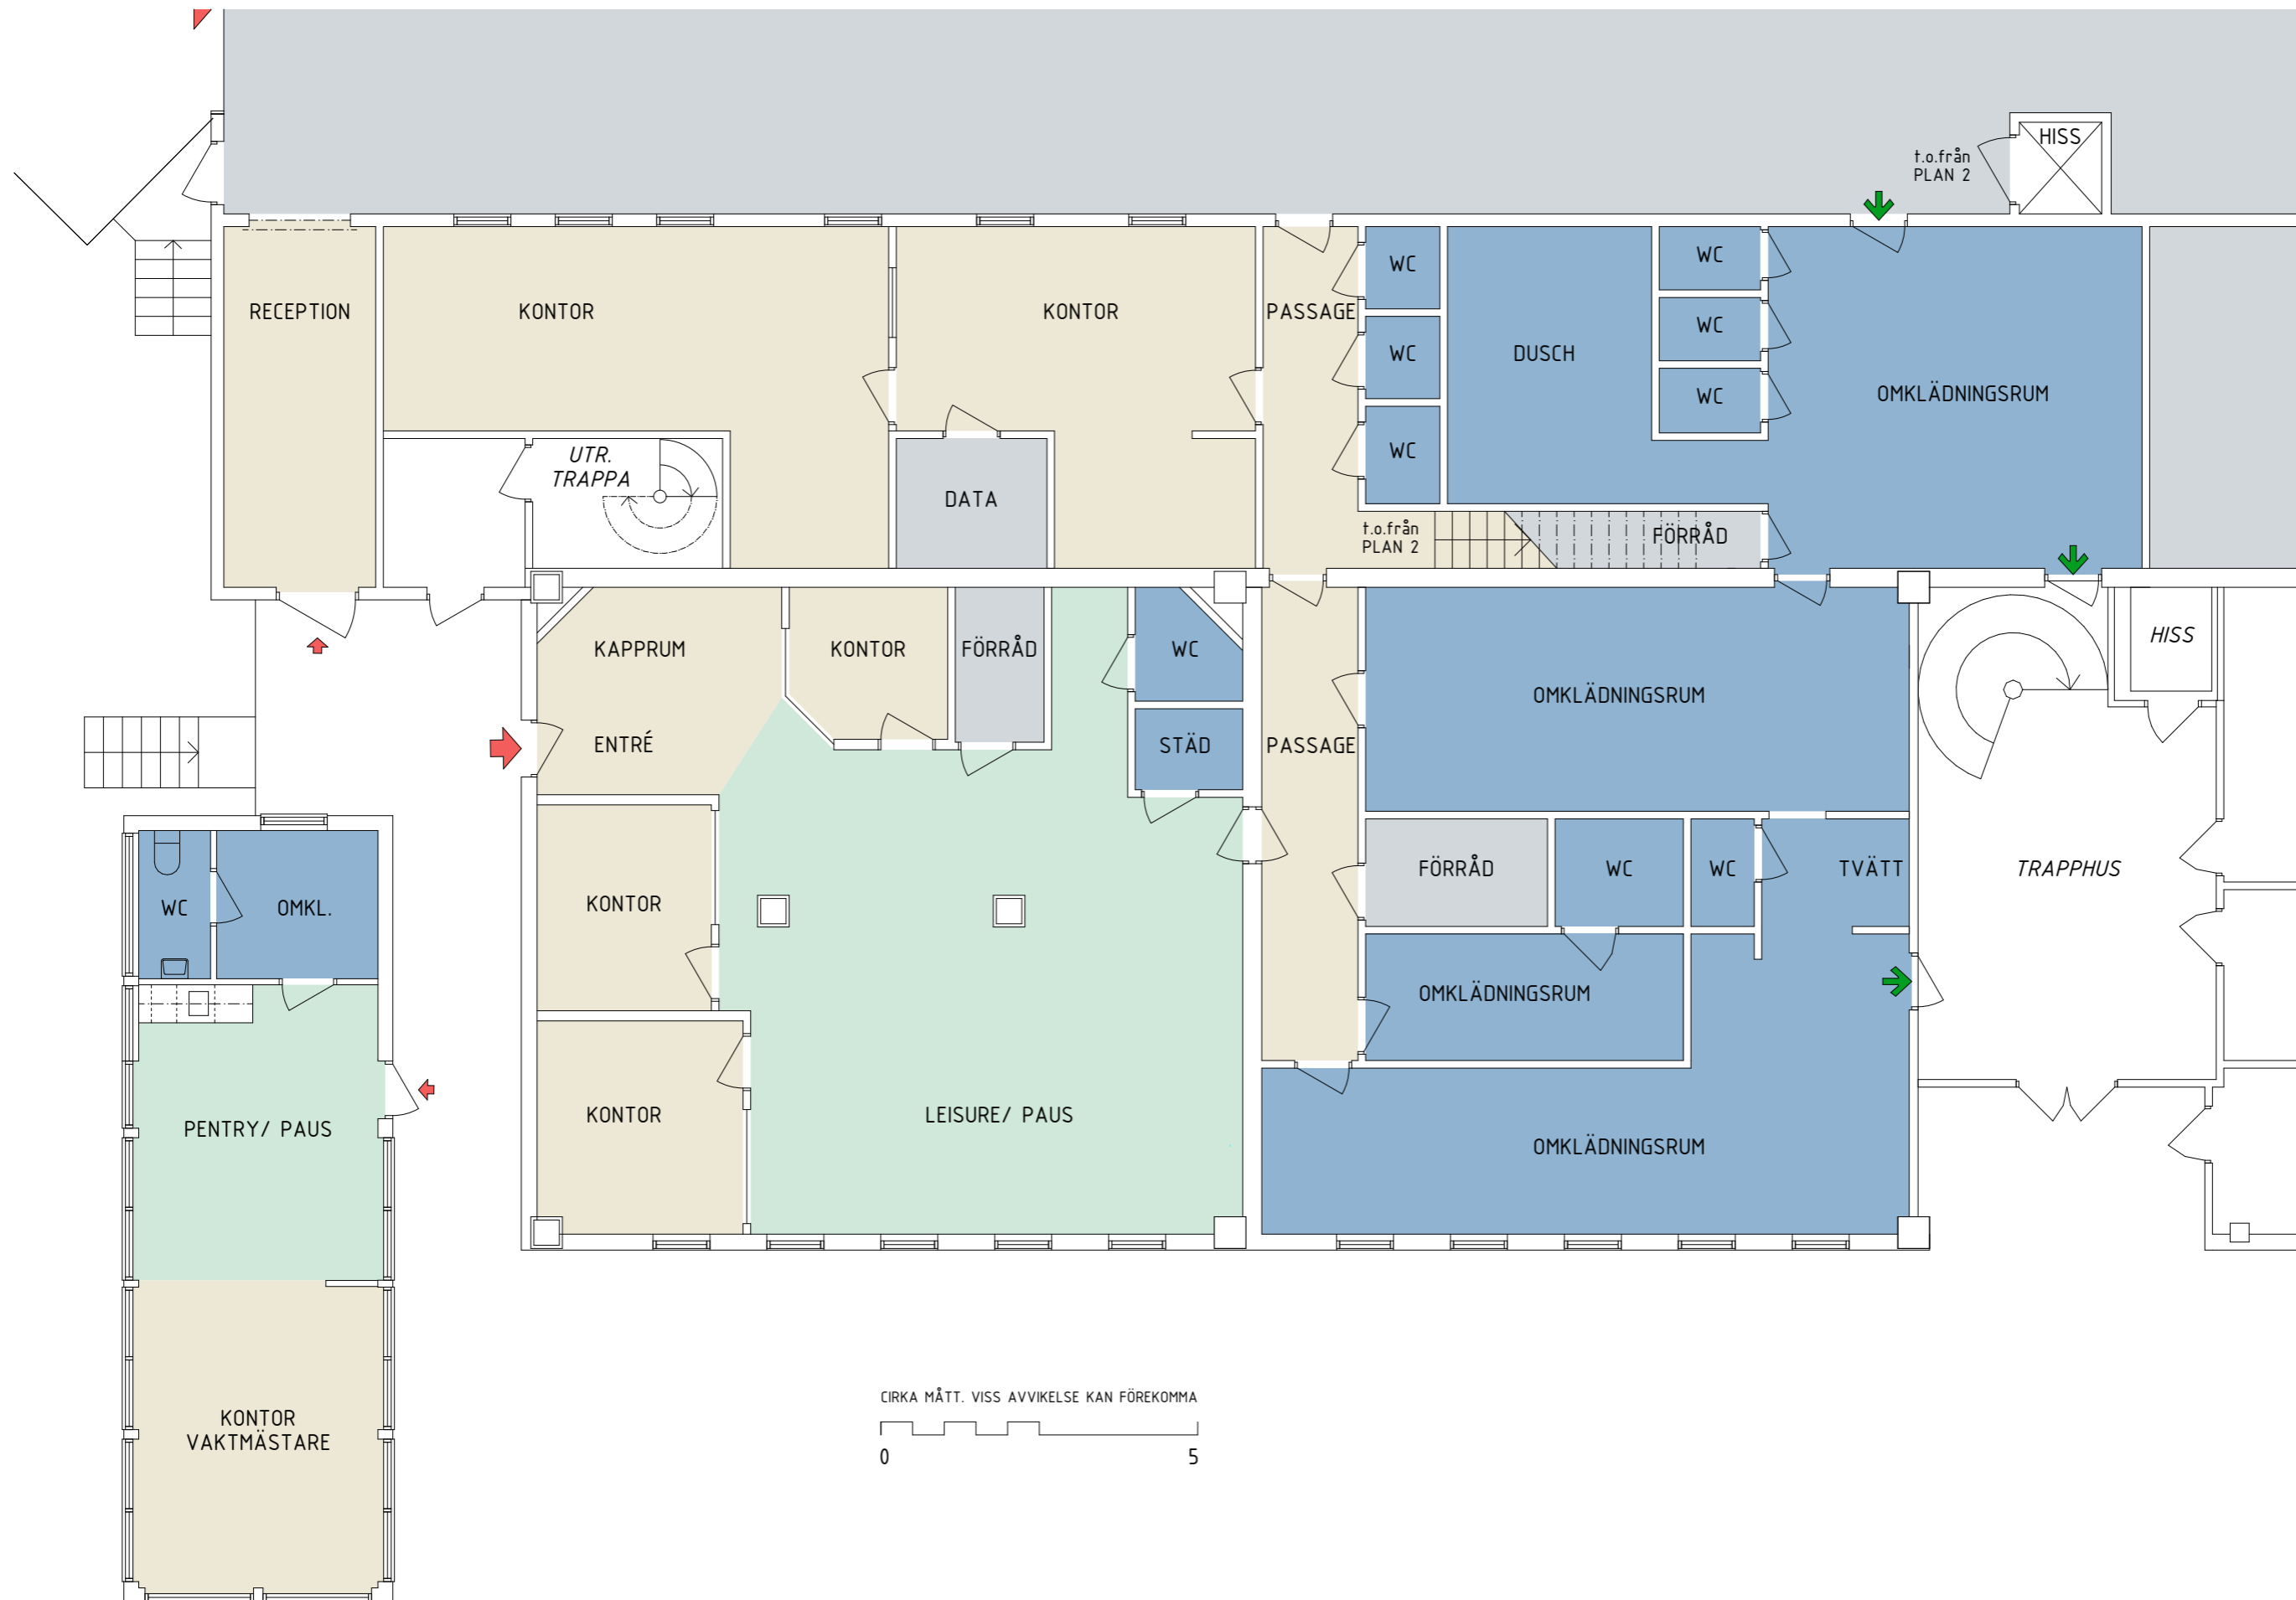 HISS
t.o.från
PLAN 2
WC
WC
RECEPTION
KONTOR
KONTOR
PASSAGE
WC
WC
DUSCH
WC
OMKLÄDNINGSRUM
WC
UTR.
TRAPPA
DATA
t.o.från
PLAN 2
FÖRRÅD
HISS
KAPPRUM
KONTOR
FÖRRÅD
WC
OMKLÄDNINGSRUM
ENTRÉ
STÄD
PASSAGE
FÖRRÅD
WC
WC
TVÄTT
TRAPPHUS
WC
OMKL.
KONTOR
OMKLÄDNINGSRUM
KONTOR
LEISURE/ PAUS
PENTRY/ PAUS
OMKLÄDNINGSRUM
CIRKA MÅTT. VISS AVVIKELSE KAN FÖREKOMMA
0
5
KONTOR
VAKTMÄSTARE